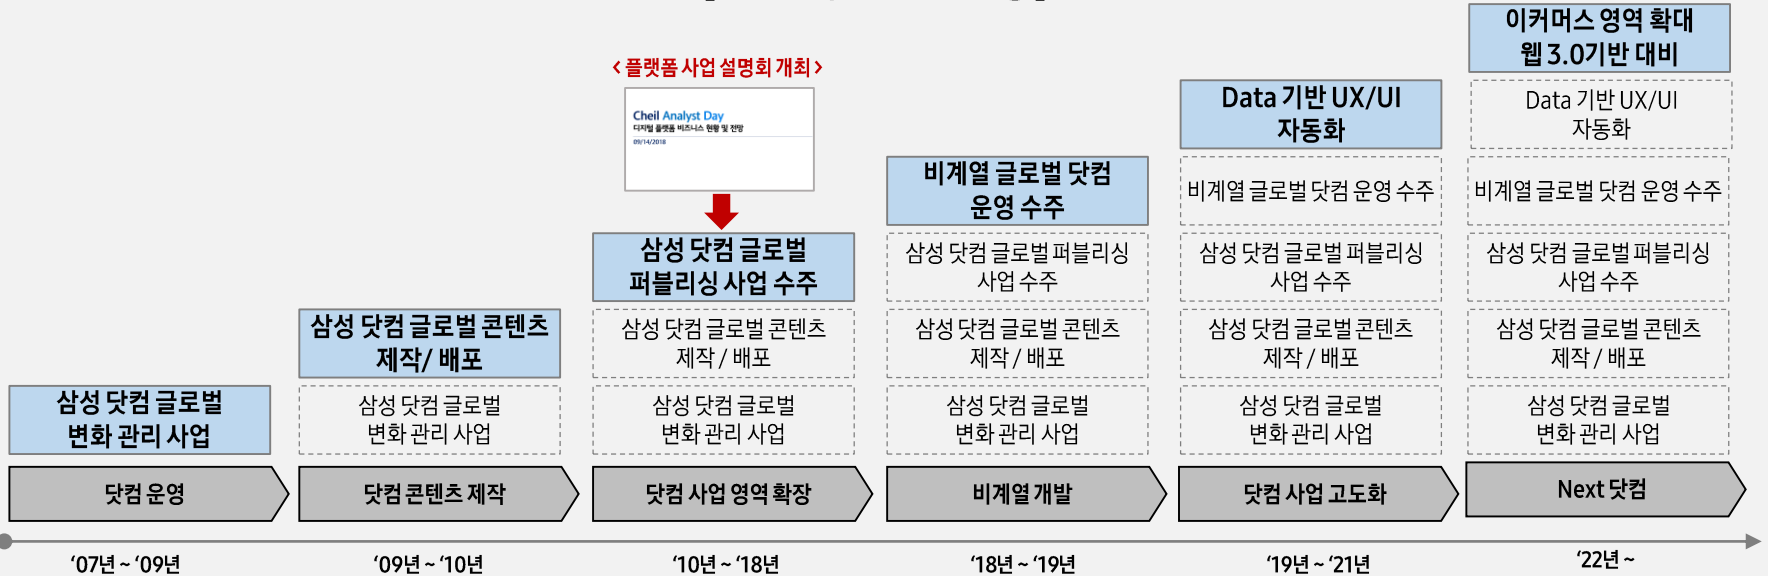 이커머스 영역 확대
웹 3.0기반 대비
< 플랫폼 사업 설명회 개최 >
Cheil Analyst Day
디지털 플랫폼 비즈니스 현황 및 전망
09/14/2018
Data 기반 UX/UI
자동화
Data 기반 UX/UI
자동화
비계열 글로벌 닷컴
운영 수주
비계열 글로벌 닷컴 운영 수주
비계열 글로벌 닷컴 운영 수주
삼성 닷컴 글로벌
퍼블리싱 사업 수주
삼성 닷컴 글로벌 퍼블리싱
사업 수주
삼성 닷컴 글로벌 퍼블리싱
사업 수주
삼성 닷컴 글로벌 퍼블리싱
사업 수주
삼성 닷컴 글로벌 콘텐츠
제작/ 배포
삼성 닷컴 글로벌 콘텐츠
제작 / 배포
삼성 닷컴 글로벌 콘텐츠
제작 / 배포
삼성 닷컴 글로벌 콘텐츠
제작 / 배포
삼성 닷컴 글로벌 콘텐츠
제작 / 배포
삼성 닷컴 글로벌
변화 관리 사업
삼성 닷컴 글로벌
변화 관리 사업
삼성 닷컴 글로벌
변화 관리 사업
삼성 닷컴 글로벌
변화 관리 사업
삼성 닷컴 글로벌
변화 관리 사업
삼성 닷컴 글로벌
변화 관리 사업
닷컴 운영
닷컴 콘텐츠 제작
닷컴 사업 영역 확장
비계열 개발
닷컴 사업 고도화
Next 닷컴
‘07년 ~ ‘09년
‘09년 ~ ‘10년
‘10년 ~ ‘18년
‘18년 ~ ‘19년
‘19년 ~ ‘21년
‘22년 ~